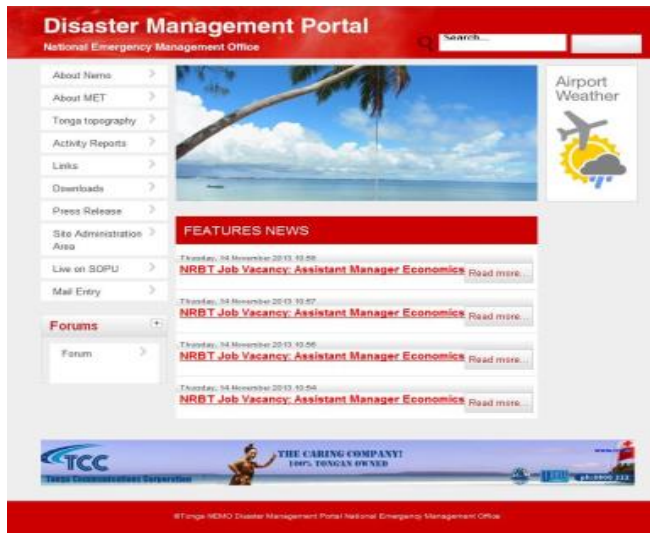 Disaster Management Portal
National Emergency Management Office
Search...
About Nemo
About MET
Tonga topography
Activity Reports
Links
Downloads
Press Release
Site Administration
Area
Live on SOPU
Mail Entry
Forums
Forum
Airport
Weather
FEATURES NEWS
Thursday, 14 November 2013 10:58
NRBT Job Vacancy: Assistant Manager Economics
Read more...
Thursday, 14 November 2013 10:57
NRBT Job Vacancy: Assistant Manager Economics
Read more...
Thursday, 14 November 2013 10:56
NRBT Job Vacancy: Assistant Manager Economics
Read more...
Thursday, 14 November 2013 10:54
NRBT Job Vacancy: Assistant Manager Economics
Read more...
TCC
Tonga Communications Corporation
THE CARING COMPANY!
100% TONGAN OWNED
©Tonga NEMO Disaster Management Portal National Emergency Management Office